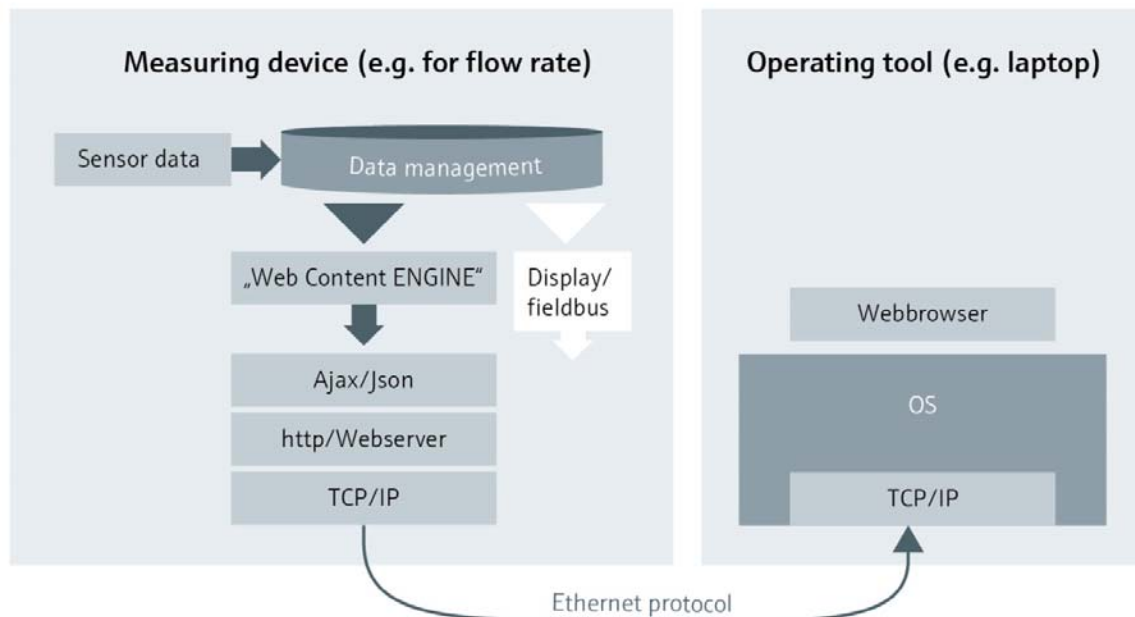 Measuring device (e.g. for flow rate)
Sensor data
Data management
„Web Content ENGINE“
Display/
fieldbus
Ajax/Json
http/Webserver
TCP/IP
Operating tool (e.g. laptop)
Webbrowser
OS
TCP/IP
Ethernet protocol